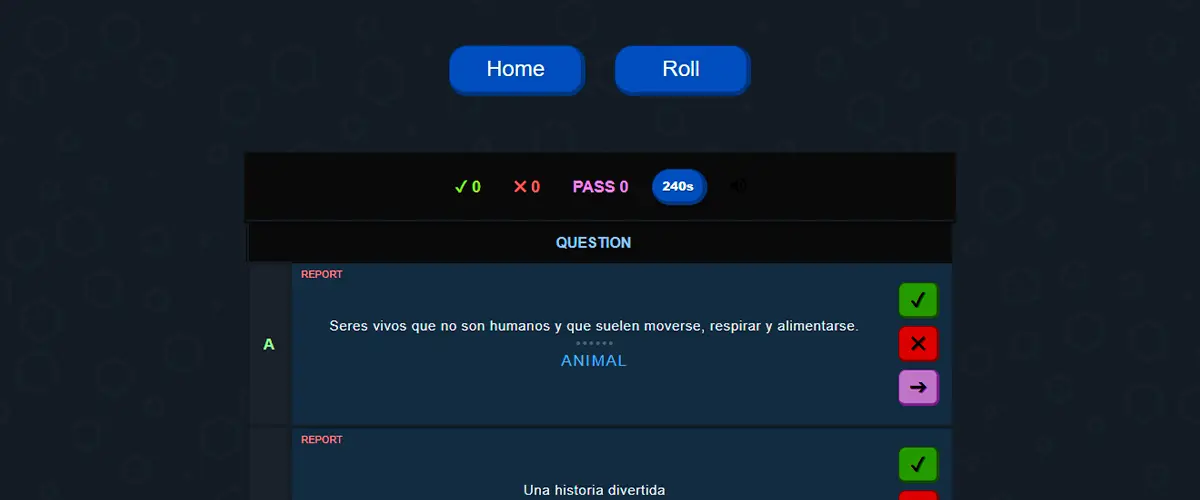 Home
Roll
✓ 0
✕ 0
PASS 0
240s
QUESTION
REPORT
A
Seres vivos que no son humanos y que suelen moverse, respirar y alimentarse.
ANIMAL
REPORT
Una historia divertida